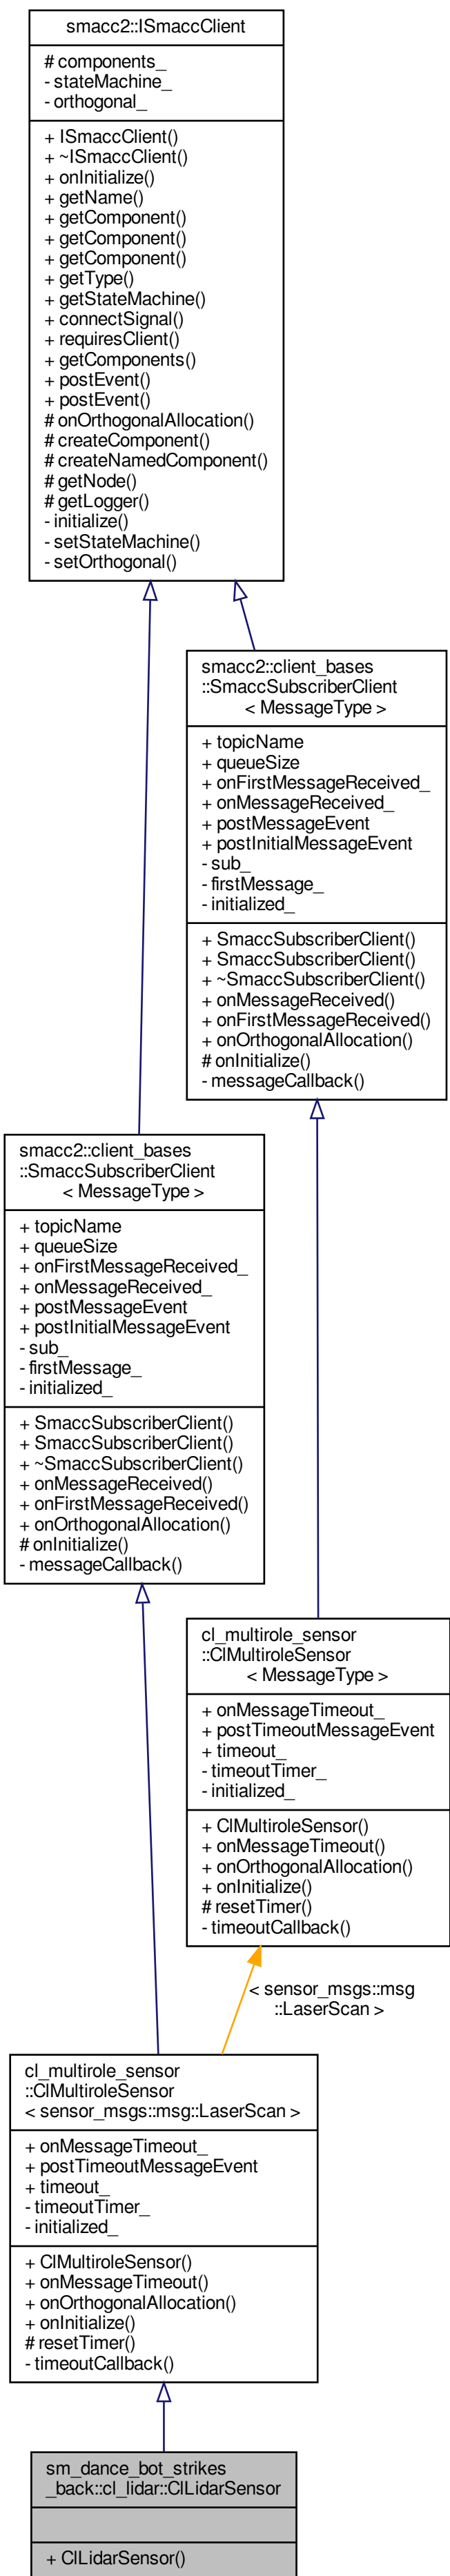 smacc2::ISmaccClient
# components_
- stateMachine_
- orthogonal_
+ ISmaccClient()
+ ~ISmaccClient()
+ onInitialize()
+ getName()
+ getComponent()
+ getComponent()
+ getComponent()
+ getType()
+ getStateMachine()
+ connectSignal()
+ requiresClient()
+ getComponents()
+ postEvent()
+ postEvent()
# onOrthogonalAllocation()
# createComponent()
# createNamedComponent()
# getNode()
# getLogger()
- initialize()
- setStateMachine()
- setOrthogonal()
smacc2::client_bases
::SmaccSubscriberClient
< MessageType >
+ topicName
+ queueSize
+ onFirstMessageReceived_
+ onMessageReceived_
+ postMessageEvent
+ postInitialMessageEvent
- sub_
- firstMessage_
- initialized_
+ SmaccSubscriberClient()
+ SmaccSubscriberClient()
+ ~SmaccSubscriberClient()
+ onMessageReceived()
+ onFirstMessageReceived()
+ onOrthogonalAllocation()
# onInitialize()
- messageCallback()
smacc2::client_bases
::SmaccSubscriberClient
< MessageType >
+ topicName
+ queueSize
+ onFirstMessageReceived_
+ onMessageReceived_
+ postMessageEvent
+ postInitialMessageEvent
- sub_
- firstMessage_
- initialized_
+ SmaccSubscriberClient()
+ SmaccSubscriberClient()
+ ~SmaccSubscriberClient()
+ onMessageReceived()
+ onFirstMessageReceived()
+ onOrthogonalAllocation()
# onInitialize()
- messageCallback()
cl_multirole_sensor
::ClMultiroleSensor
< MessageType >
+ onMessageTimeout_
+ postTimeoutMessageEvent
+ timeout_
- timeoutTimer_
- initialized_
+ ClMultiroleSensor()
+ onMessageTimeout()
+ onOrthogonalAllocation()
+ onInitialize()
# resetTimer()
- timeoutCallback()
< sensor_msgs::msg
::LaserScan >
cl_multirole_sensor
::ClMultiroleSensor
< sensor_msgs::msg::LaserScan >
+ onMessageTimeout_
+ postTimeoutMessageEvent
+ timeout_
- timeoutTimer_
- initialized_
+ ClMultiroleSensor()
+ onMessageTimeout()
+ onOrthogonalAllocation()
+ onInitialize()
# resetTimer()
- timeoutCallback()
sm_dance_bot_strikes
_back::cl_lidar::ClLidarSensor
+ ClLidarSensor()